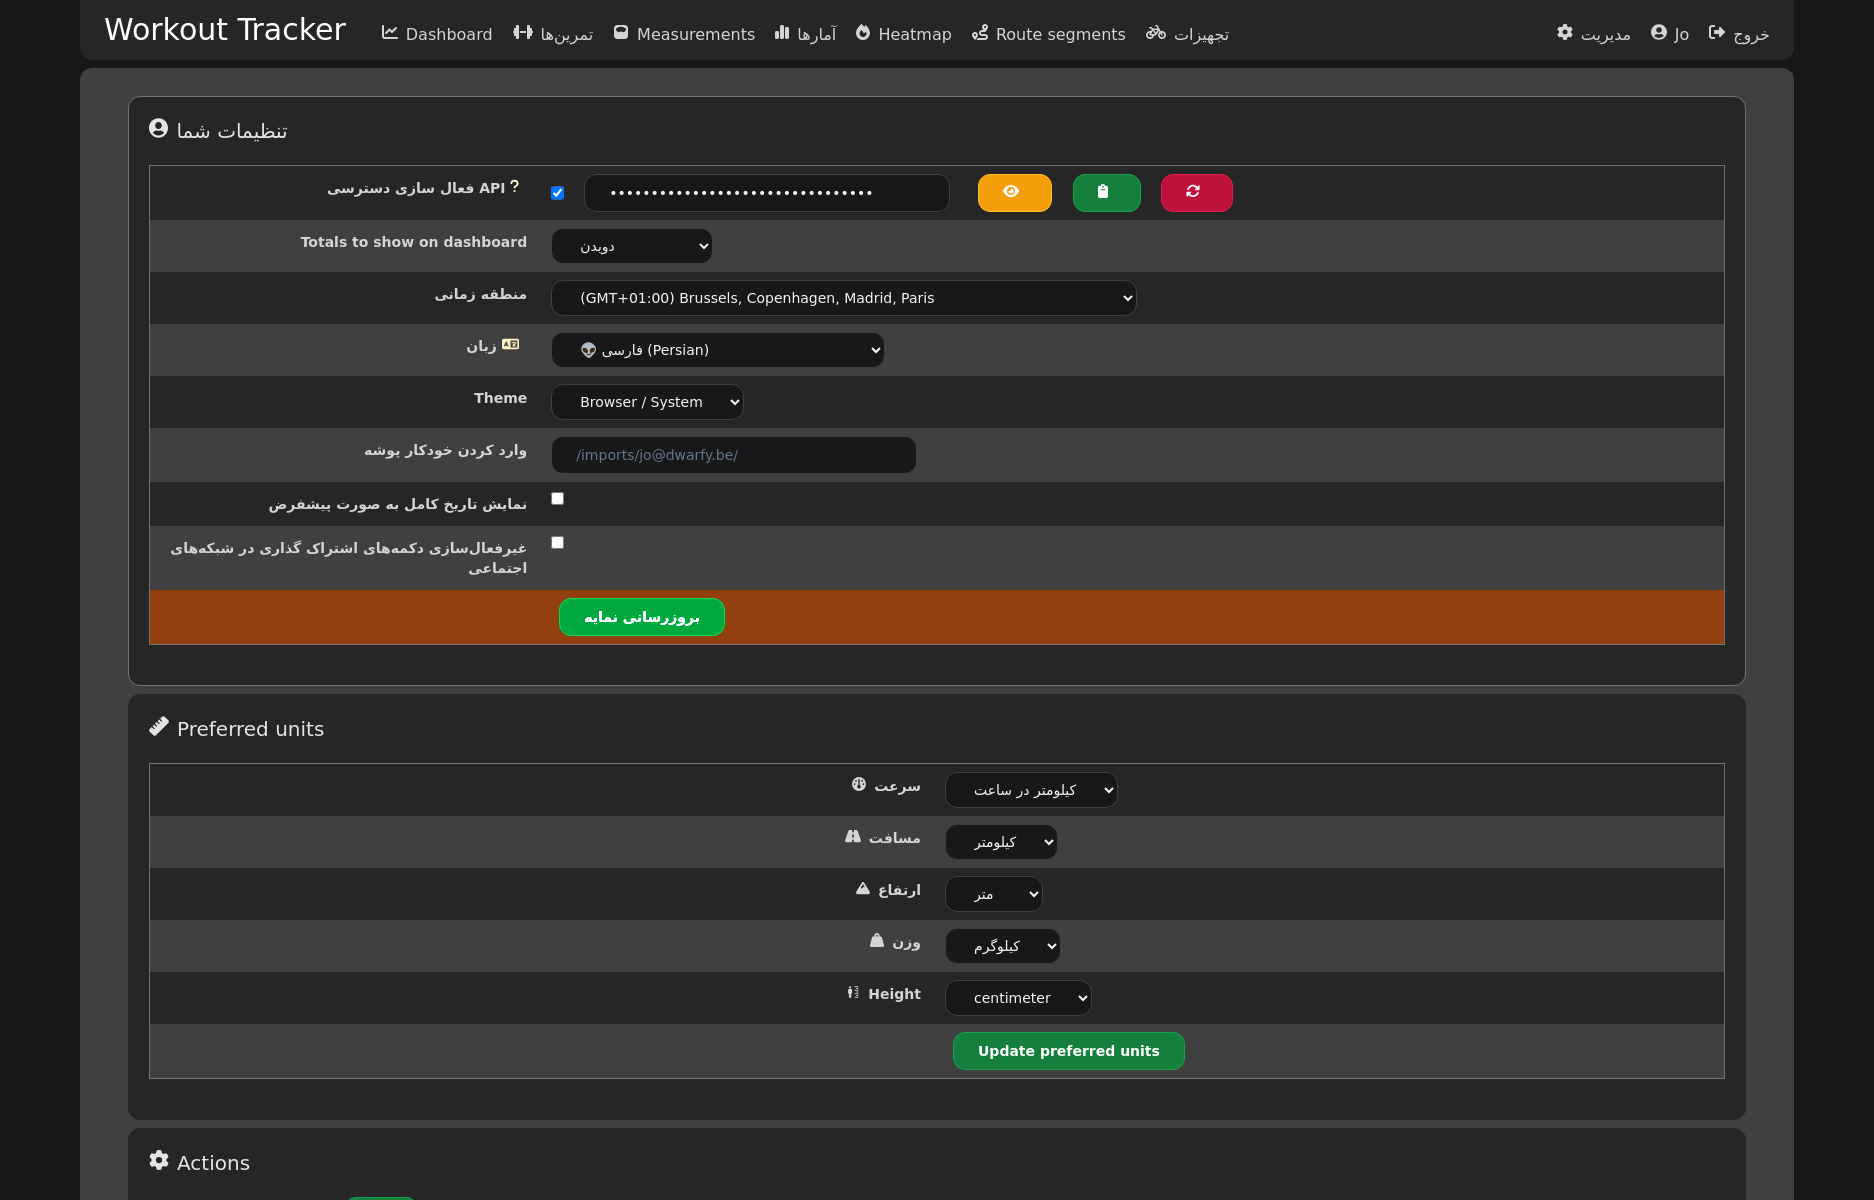 Workout Tracker
Dashboard
تمرین‌ها
Measurements
آمارها
Heatmap
Route segments
تجهیزات
مدیریت
Jo
خروج
تنظیمات شما
فعال سازی دسترسی API
••••••••••••••••••••••••••••••••
Totals to show on dashboard
دویدن
منطقه زمانی
(GMT+01:00) Brussels, Copenhagen, Madrid, Paris
زبان
👽 فارسی (Persian)
Theme
Browser / System
وارد کردن خودکار پوشه
/imports/jo@dwarfy.be/
نمایش تاریخ کامل به صورت پیشفرض
غیرفعال‌سازی دکمه‌های اشتراک گذاری در شبکه‌های
اجتماعی
بروزرسانی نمایه
Preferred units
سرعت
کیلومتر در ساعت
مسافت
کیلومتر
ارتفاع
متر
وزن
کیلوگرم
Height
centimeter
Update preferred units
Actions